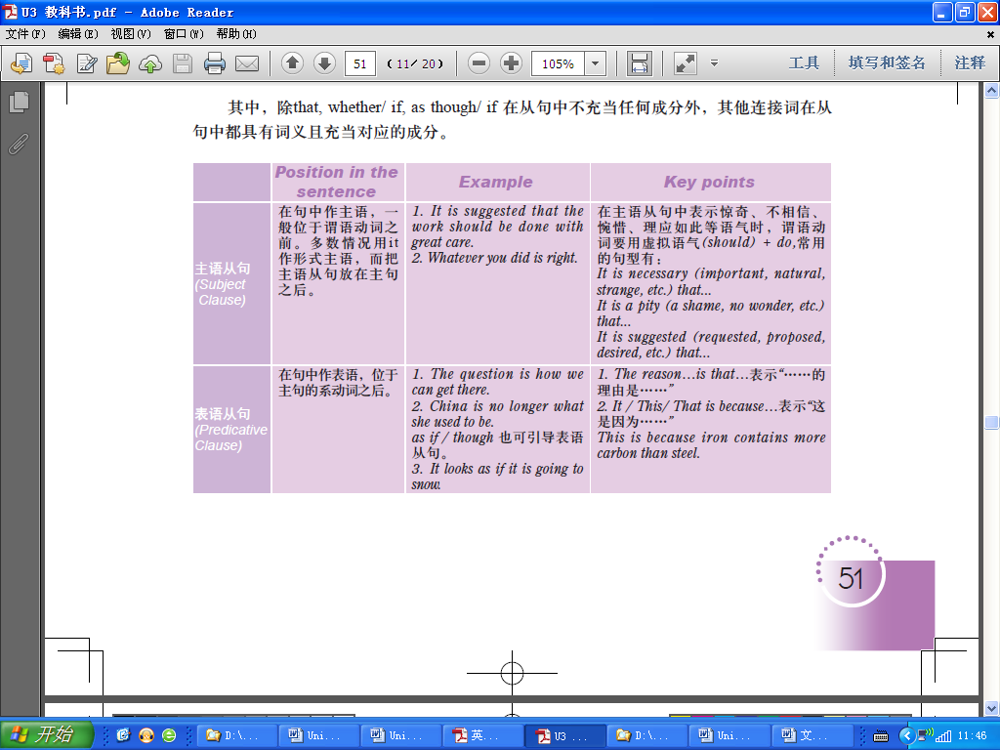 U3 教科书.pdf - Adobe Reader
文件(F) 编辑(E) 视图(V) 窗口(W) 帮助(H)
51 (11/ 20) 105% 工具 填写和签名 注释
其中，除that, whether/ if, as though/ if 在从句中不充当任何成分外，其他连接词在从
句中都具有词义且充当对应的成分。
Position in the
sentence
Example
Key points
主语从句
(Subject
Clause)
在句中作主语，一
般位于谓语动词之
前。多数情况用it
作形式主语，而把
主语从句放在主句
之后。
1. It is suggested that the
work should be done with
great care.
2. Whatever you did is right.
在主语从句中表示惊奇、不相信、
惋惜、理应如此等语气时，谓语动
词要用虚拟语气(should) + do,常用
的句型有：
It is necessary (important, natural,
strange, etc.) that...
It is a pity (a shame, no wonder, etc.)
that...
It is suggested (requested, proposed,
desired, etc.) that...
表语从句
(Predicative
Clause)
在句中作表语，位于
主句的系动词之后。
1. The question is how we
can get there.
2. China is no longer what
she used to be.
as if / though 也可引导表语
从句。
3. It looks as if it is going to
snow.
1. The reason...is that...表示“……的
理由是……”
2. It / This/ That is because...表示“这
是因为……”
This is because iron contains more
carbon than steel.
51
开始 D:\... Uni... Uni... 英... U3 ... D:\... Uni... 文... 11:46